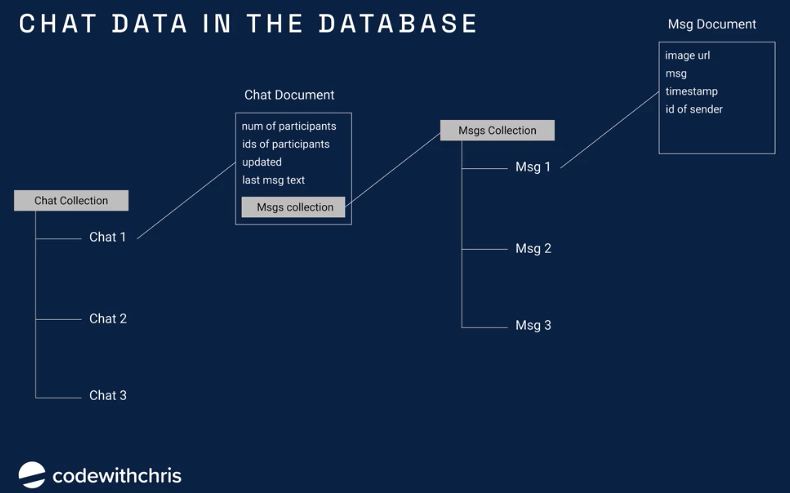 CHAT DATA IN THE DATABASE
Chat Collection
Chat 1
Chat 2
Chat 3
Chat Document
num of participants
ids of participants
updated
last msg text
Msgs collection
Msgs Collection
Msg 1
Msg 2
Msg 3
Msg Document
image url
msg
timestamp
id of sender
codewithchris